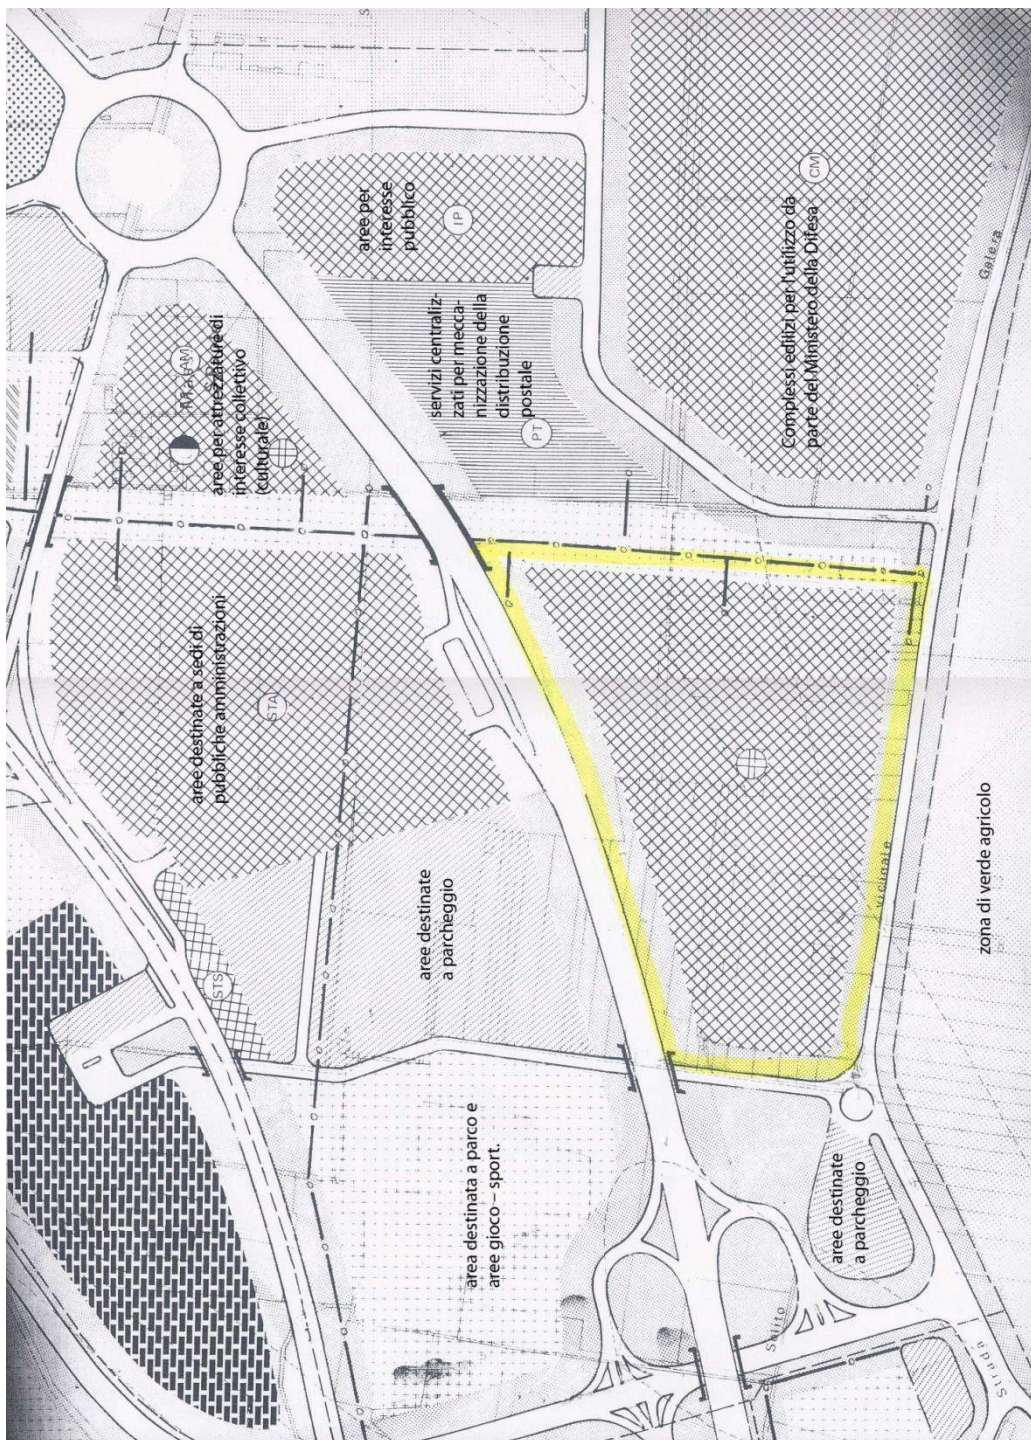 aree per attrezzature di
interesse collettivo
(culturale)
AM
aree destinate a sedi di
pubbliche amministrazioni
STA
STS
aree per
interesse
pubblico
IP
aree destinate
a parcheggio
servizi centraliz-
zati per mecca-
nizzazione della
distribuzione
postale
PT
area destinata a parco e
aree gioco – sport.
Complessi edilizi per l'utilizzo da
parte del Ministero della Difesa
CM
aree destinate
a parcheggio
Solito
Strada
vicinale
Galera
zona di verde agricolo